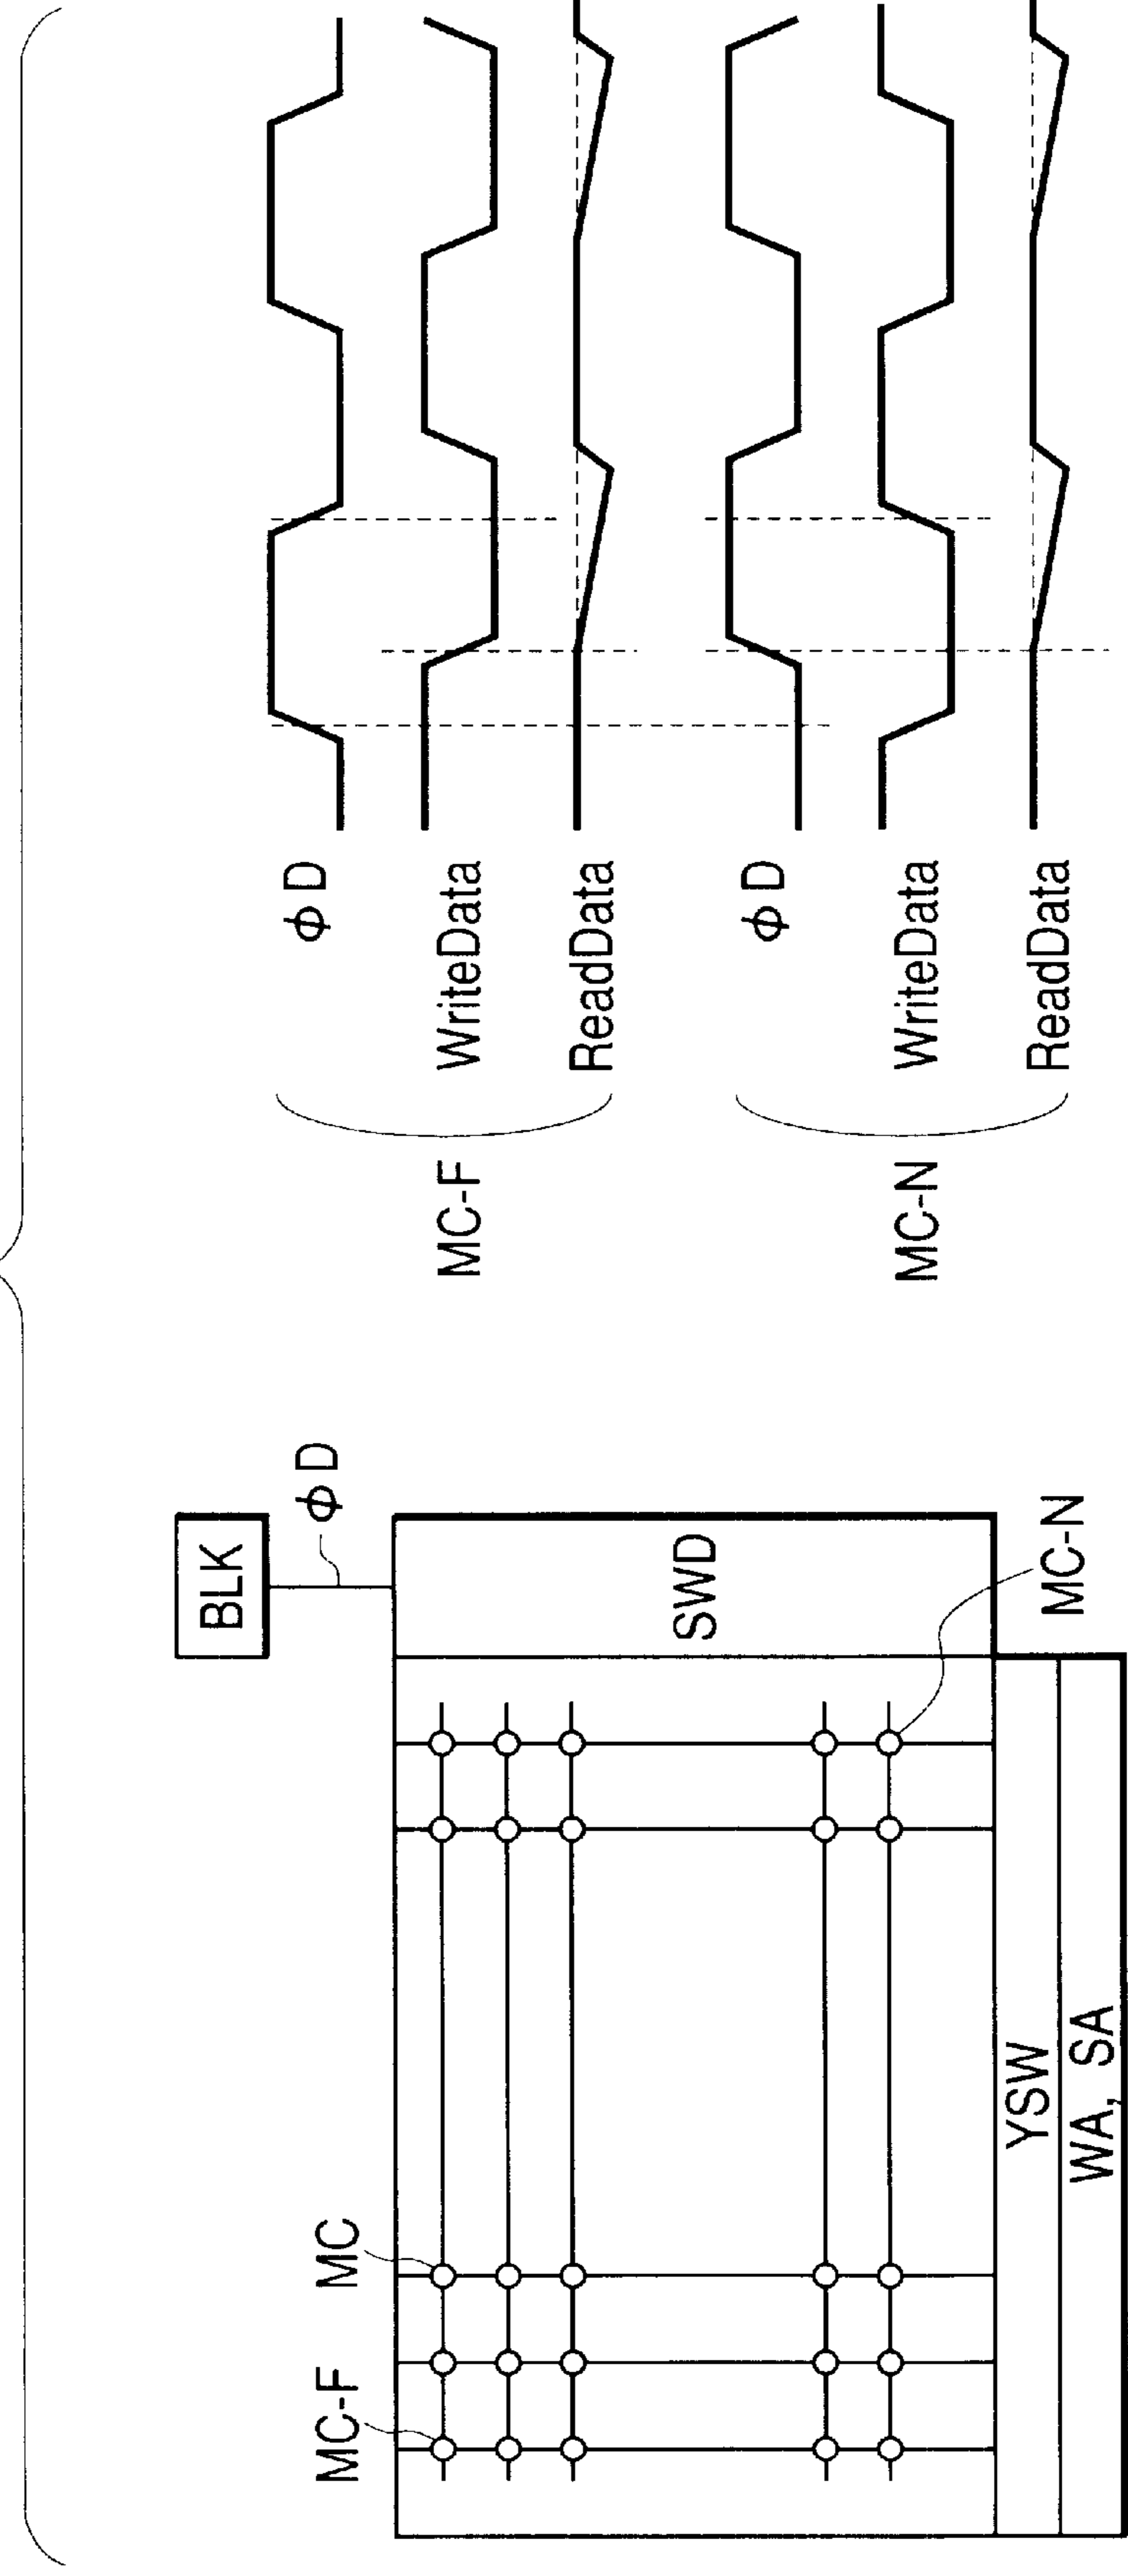 MC-F
MC
BLK
φD
SWD
MC-N
YSW
WA, SA
MC-F
φD
WriteData
ReadData
MC-N
φD
WriteData
ReadData